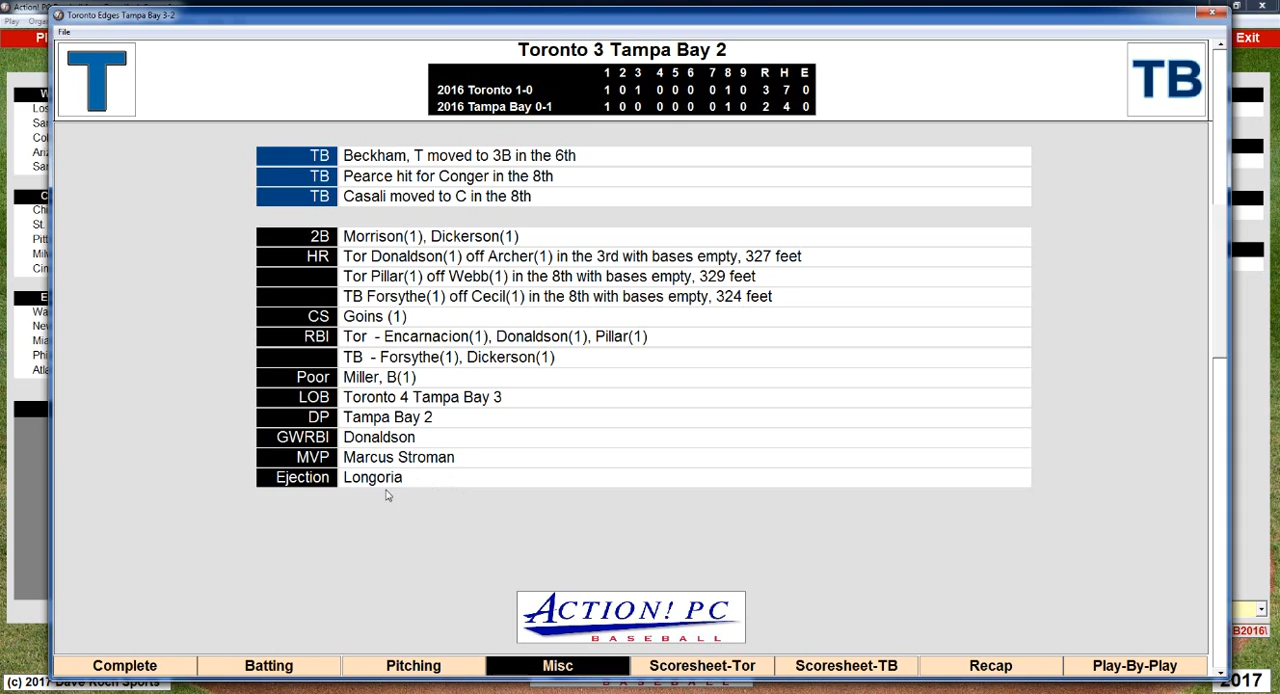 Action! PC
Toronto Edges Tampa Bay 3-2
Play
File
Exit
T
Toronto 3 Tampa Bay 2
TB
1 2 3 4 5 6 7 8 9 R H E
2016 Toronto 1-0 1 0 1 0 0 0 0 1 0 3 7 0
2016 Tampa Bay 0-1 1 0 0 0 0 0 0 1 0 2 4 0
TB Beckham, T moved to 3B in the 6th
TB Pearce hit for Conger in the 8th
TB Casali moved to C in the 8th
2B Morrison(1), Dickerson(1)
HR Tor Donaldson(1) off Archer(1) in the 3rd with bases empty, 327 feet
Tor Pillar(1) off Webb(1) in the 8th with bases empty, 329 feet
TB Forsythe(1) off Cecil(1) in the 8th with bases empty, 324 feet
CS Goins (1)
RBI Tor - Encarnacion(1), Donaldson(1), Pillar(1)
TB - Forsythe(1), Dickerson(1)
Poor Miller, B(1)
LOB Toronto 4 Tampa Bay 3
DP Tampa Bay 2
GWRBI Donaldson
MVP Marcus Stroman
Ejection Longoria
ACTION! PC
BASEBALL
Complete Batting Pitching Misc Scoresheet-Tor Scoresheet-TB Recap Play-By-Play
(c) 2017 Dave Koch Sports
2017